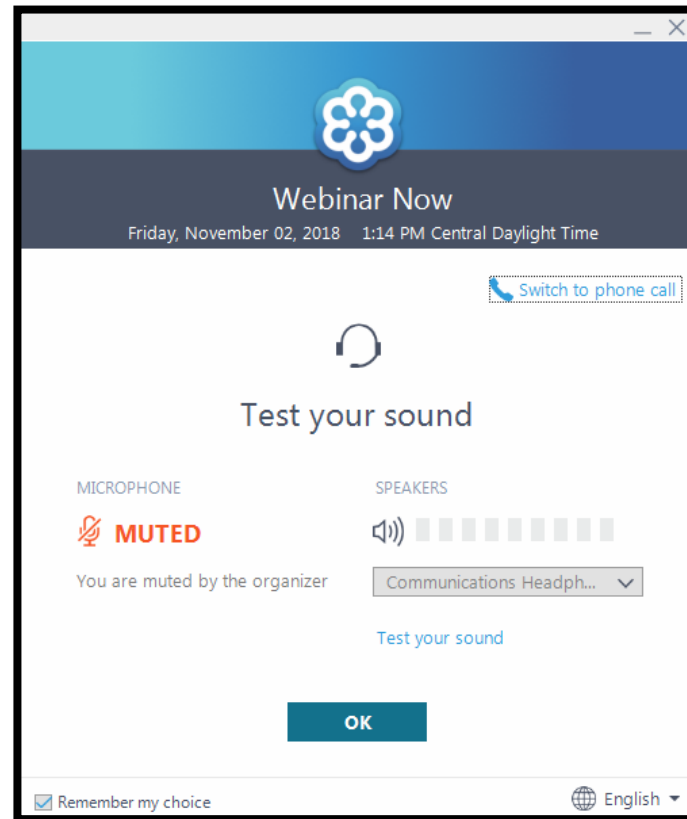 Webinar Now
Friday, November 02, 2018 1:14 PM Central Daylight Time
Switch to phone call
Test your sound
MICROPHONE
MUTED
You are muted by the organizer
SPEAKERS
Communications Headph...
Test your sound
OK
Remember my choice
English